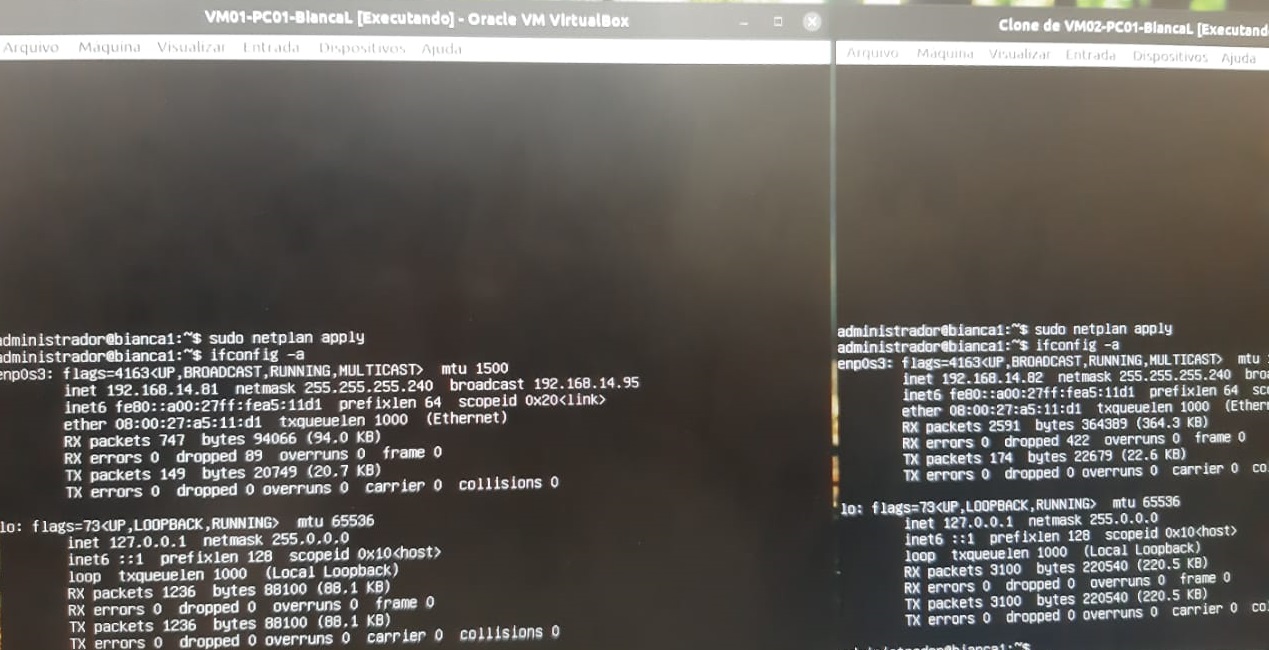 VM01-PC01-BiancaL [Executando] - Oracle VM VirtualBox
Arquivo Maquina Visualizar Entrada Dispositivos Ajuda
administrador@bianca1:~$ sudo netplan apply
administrador@bianca1:~$ ifconfig -a
enp0s3: flags=4163<UP,BROADCAST,RUNNING,MULTICAST> mtu 1500
inet 192.168.14.81 netmask 255.255.255.240 broadcast 192.168.14.95
inet6 fe80::a00:27ff:fea5:11d1 prefixlen 64 scopeid 0x20<link>
ether 08:00:27:a5:11:d1 txqueuelen 1000 (Ethernet)
RX packets 747 bytes 94066 (94.0 KB)
RX errors 0 dropped 89 overruns 0 frame 0
TX packets 149 bytes 20749 (20.7 KB)
TX errors 0 dropped 0 overruns 0 carrier 0 collisions 0
lo: flags=73<UP,LOOPBACK,RUNNING> mtu 65536
inet 127.0.0.1 netmask 255.0.0.0
inet6 ::1 prefixlen 128 scopeid 0x10<host>
loop txqueuelen 1000 (Local Loopback)
RX packets 1236 bytes 88100 (88.1 KB)
RX errors 0 dropped 0 overruns 0 frame 0
TX packets 1236 bytes 88100 (88.1 KB)
TX errors 0 dropped 0 overruns 0 carrier 0 collisions 0
Clone de VM02-PC01-BiancaL [Executand
Arquivo Maquina Visualizar Entrada Dispositivos Ajuda
administrador@bianca1:~$ sudo netplan apply
administrador@bianca1:~$ ifconfig -a
enp0s3: flags=4163<UP,BROADCAST,RUNNING,MULTICAST> mtu
inet 192.168.14.82 netmask 255.255.255.240 bro
inet6 fe80::a00:27ff:fea5:11d1 prefixlen 64 sc
ether 08:00:27:a5:11:d1 txqueuelen 1000 (Ether
RX packets 2591 bytes 364389 (364.3 KB)
RX errors 0 dropped 422 overruns 0 frame 0
TX packets 174 bytes 22679 (22.6 KB)
TX errors 0 dropped 0 overruns 0 carrier 0 co
lo: flags=73<UP,LOOPBACK,RUNNING> mtu 65536
inet 127.0.0.1 netmask 255.0.0.0
inet6 ::1 prefixlen 128 scopeid 0x10<host>
loop txqueuelen 1000 (Local Loopback)
RX packets 3100 bytes 220540 (220.5 KB)
RX errors 0 dropped 0 overruns 0 frame 0
TX packets 3100 bytes 220540 (220.5 KB)
TX errors 0 dropped 0 overruns 0 carrier 0 co